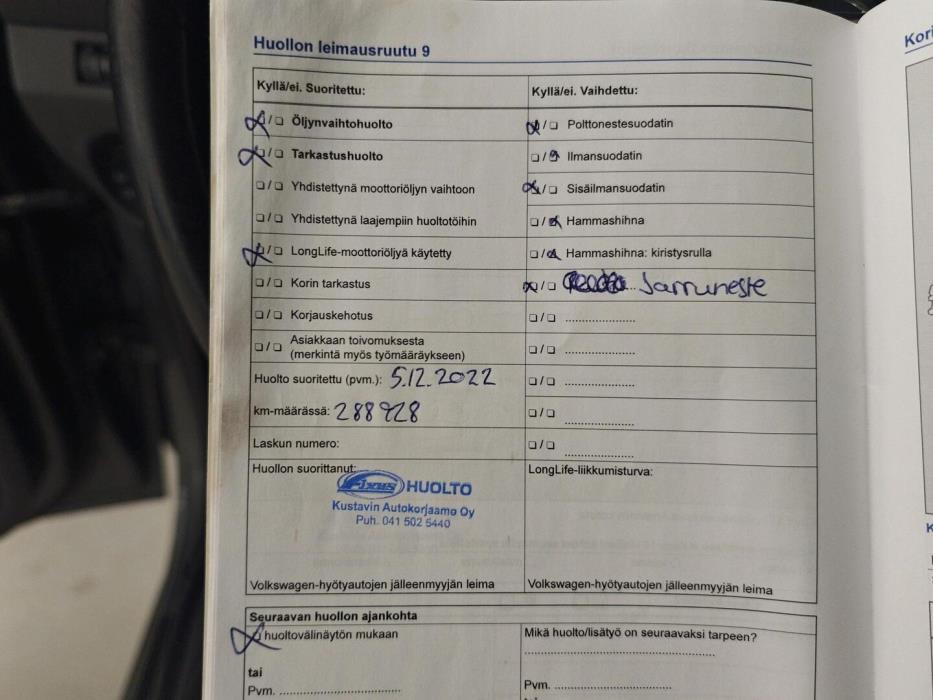 Huollon leimausruutu 9
Kori
Kyllä/ei. Suoritettu:
Kyllä/ei. Vaihdettu:
Öljynvaihtohuolto
Polttonestesuodatin
Tarkastushuolto
Ilmansuodatin
Yhdistettynä moottoriöljyn vaihtoon
Sisäilmansuodatin
Yhdistettynä laajempiin huoltotöihin
Hammashihna
LongLife-moottoriöljyä käytetty
Hammashihna: kiristysrulla
Korin tarkastus
Jarruneste
Korjauskehotus
Asiakkaan toivomuksesta
(merkintä myös työmääräykseen)
Huolto suoritettu (pvm.): 5.12.2022
km-määrässä: 288928
Laskun numero:
Huollon suorittanut:
LongLife-liikkumisturva:
Fixus HUOLTO
Kustavin Autokorjaamo Oy
Puh. 041 502 5440
Volkswagen-hyötyautojen jälleenmyyjän leima
Volkswagen-hyötyautojen jälleenmyyjän leima
Seuraavan huollon ajankohta
huoltovälinäytön mukaan
Mikä huolto/lisätyö on seuraavaksi tarpeen?
tai
Pvm.
Pvm.